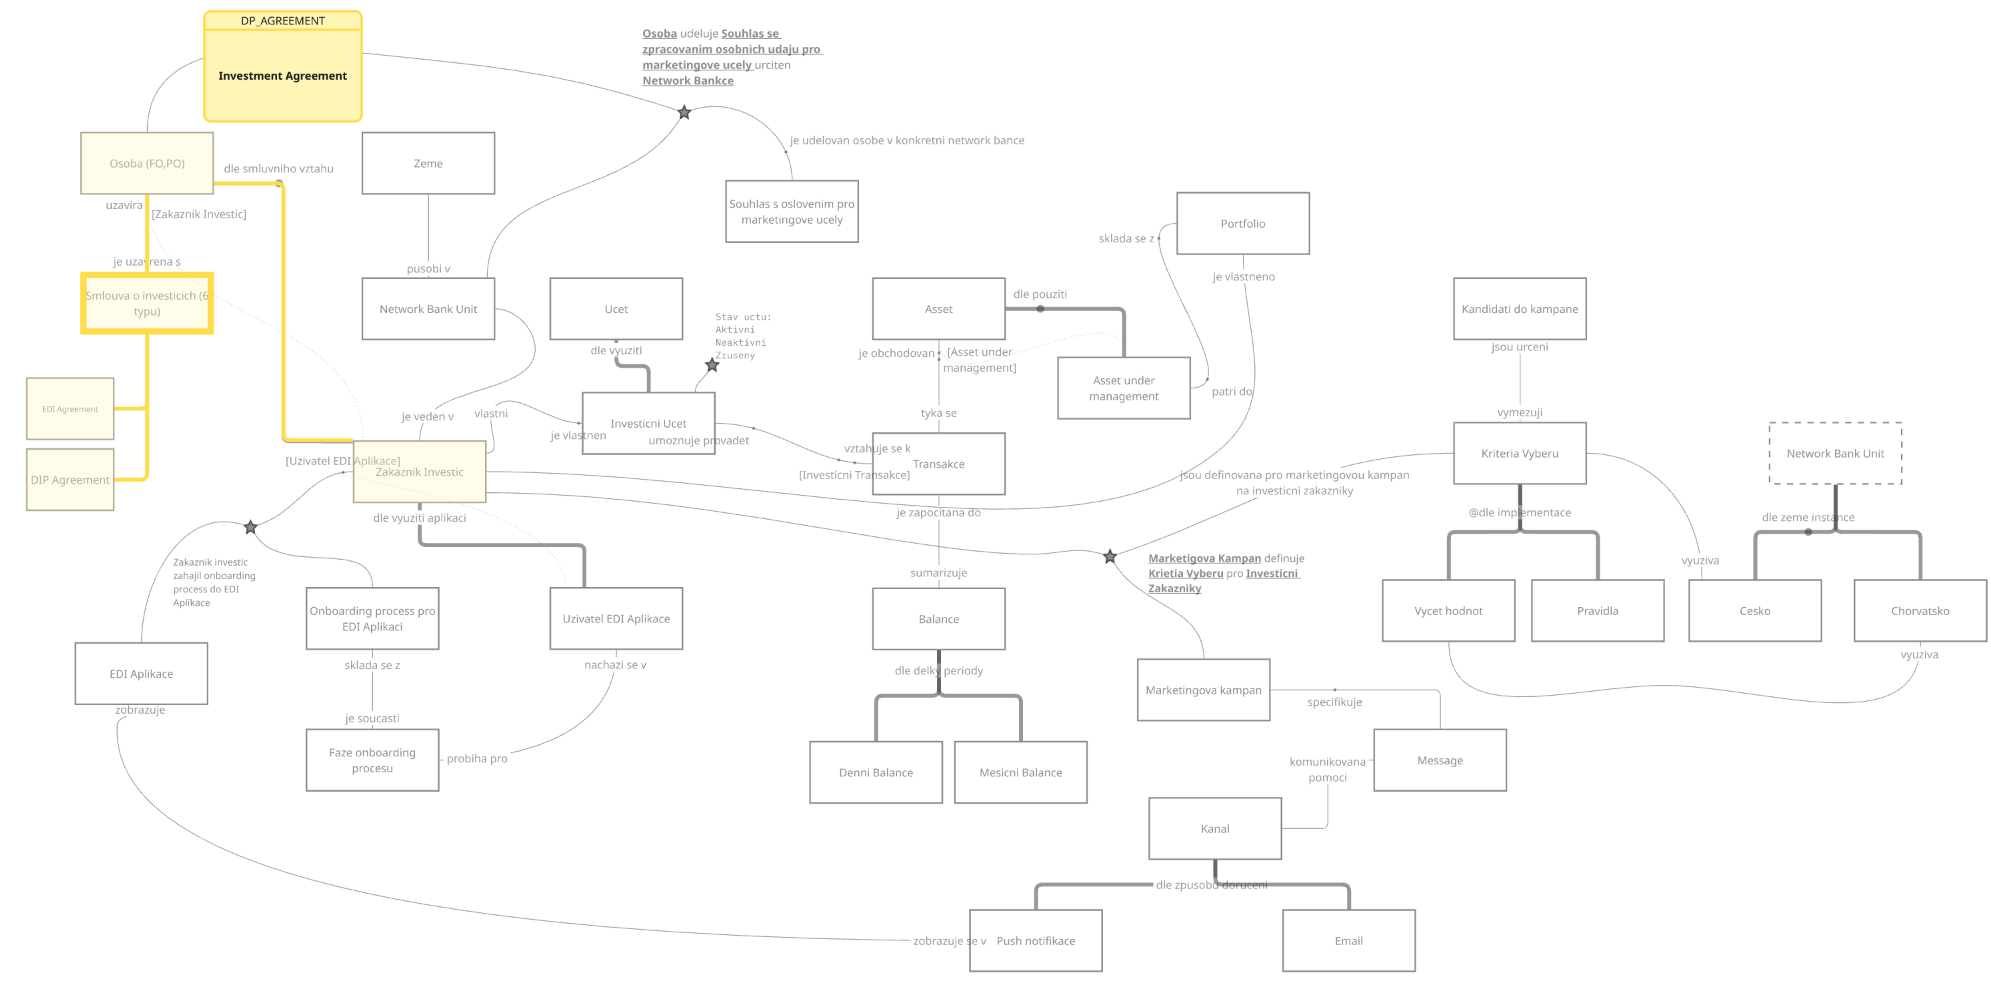 DP_AGREEMENT
Investment Agreement
Osoba udeluje Souhlas se
zpracovanim osobnich udaju pro
marketingove ucely urciten
Network Bankce
je udelovan osobe v konkretni network bance
Osoba (FO,PO)
dle smluvniho vztahu
Zeme
Souhlas s oslovenim pro
marketingove ucely
uzavira
[Zakaznik Investic]
je uzavrena s
Smlouva o investicich (6
typu)
pusobi v
Network Bank Unit
Ucet
dle vyuziti
Stav uctu:
Aktivni
Neaktivni
Zruseny
Asset
dle pouziti
sklada se z
Portfolio
je vlastneno
je obchodovan
[Asset under
management]
Asset under
management
patri do
Kandidati do kampane
jsou urceni
vymezuji
EDI Agreement
DIP Agreement
je veden v
vlastni
je vlastnen
Investicni Ucet
umoznuje provadet
tyka se
vztahuje se k
[Investicni Transakce]
Transakce
[Uzivatel EDI Aplikace]
Zakaznik Investic
jsou definovana pro marketingovou kampan
na investicni zakazniky
Kriteria Vyberu
Network Bank Unit
dle vyuziti aplikaci
je zapocitana do
@dle implementace
dle zeme instance
Zakaznik investic
zahajil onboarding
process do EDI
Aplikace
sumarizuje
Marketigova Kampan definuje
Krietia Vyberu pro Investicni
Zakazniky
vyuziva
Onboarding process pro
EDI Aplikaci
Uzivatel EDI Aplikace
Balance
Vycet hodnot
Pravidla
Cesko
Chorvatsko
EDI Aplikace
zobrazuje
sklada se z
nachazi se v
dle delky periody
vyuziva
Marketingova kampan
specifikuje
je soucasti
Faze onboarding
procesu
probiha pro
Denni Balance
Mesicni Balance
komunikovana
pomoci
Message
Kanal
dle zpusobu doruceni
zobrazuje se v
Push notifikace
Email